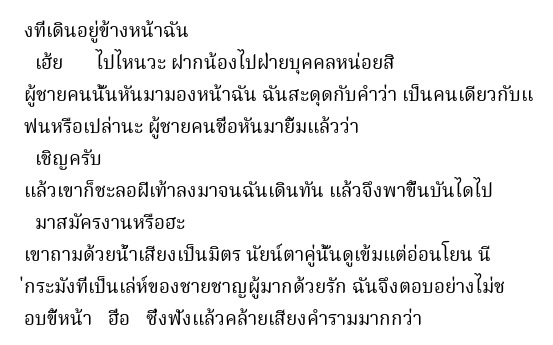 งที่เดินอยู่ข้างหน้าฉัน
เฮ้ย ไปไหนวะ ฝากน้องไปฝ่ายบุคคลหน่อยสิ
ผู้ชายคนนั้นหันมามองหน้าฉัน ฉันสะดุดกับคำว่า เป็นคนเดียวกับแ
ฟนหรือเปล่านะ ผู้ชายคนชื่อหันมายิ้มแล้วว่า
เชิญครับ
แล้วเขาก็ชะลอฝีเท้าลงมาจนฉันเดินทัน แล้วจึงพาขึ้นบันไดไป
มาสมัครงานหรือฮะ
เขาถามด้วยน้ำเสียงเป็นมิตร นัยน์ตาคู่นั้นดูเข้มแต่อ่อนโยน นี
่กระมังที่เป็นเล่ห์ของชายชาญผู้มากด้วยรัก ฉันจึงตอบอย่างไม่ช
อบขี้หน้า ฮื่อ ซึ่งฟังแล้วคล้ายเสียงคำรามมากกว่า